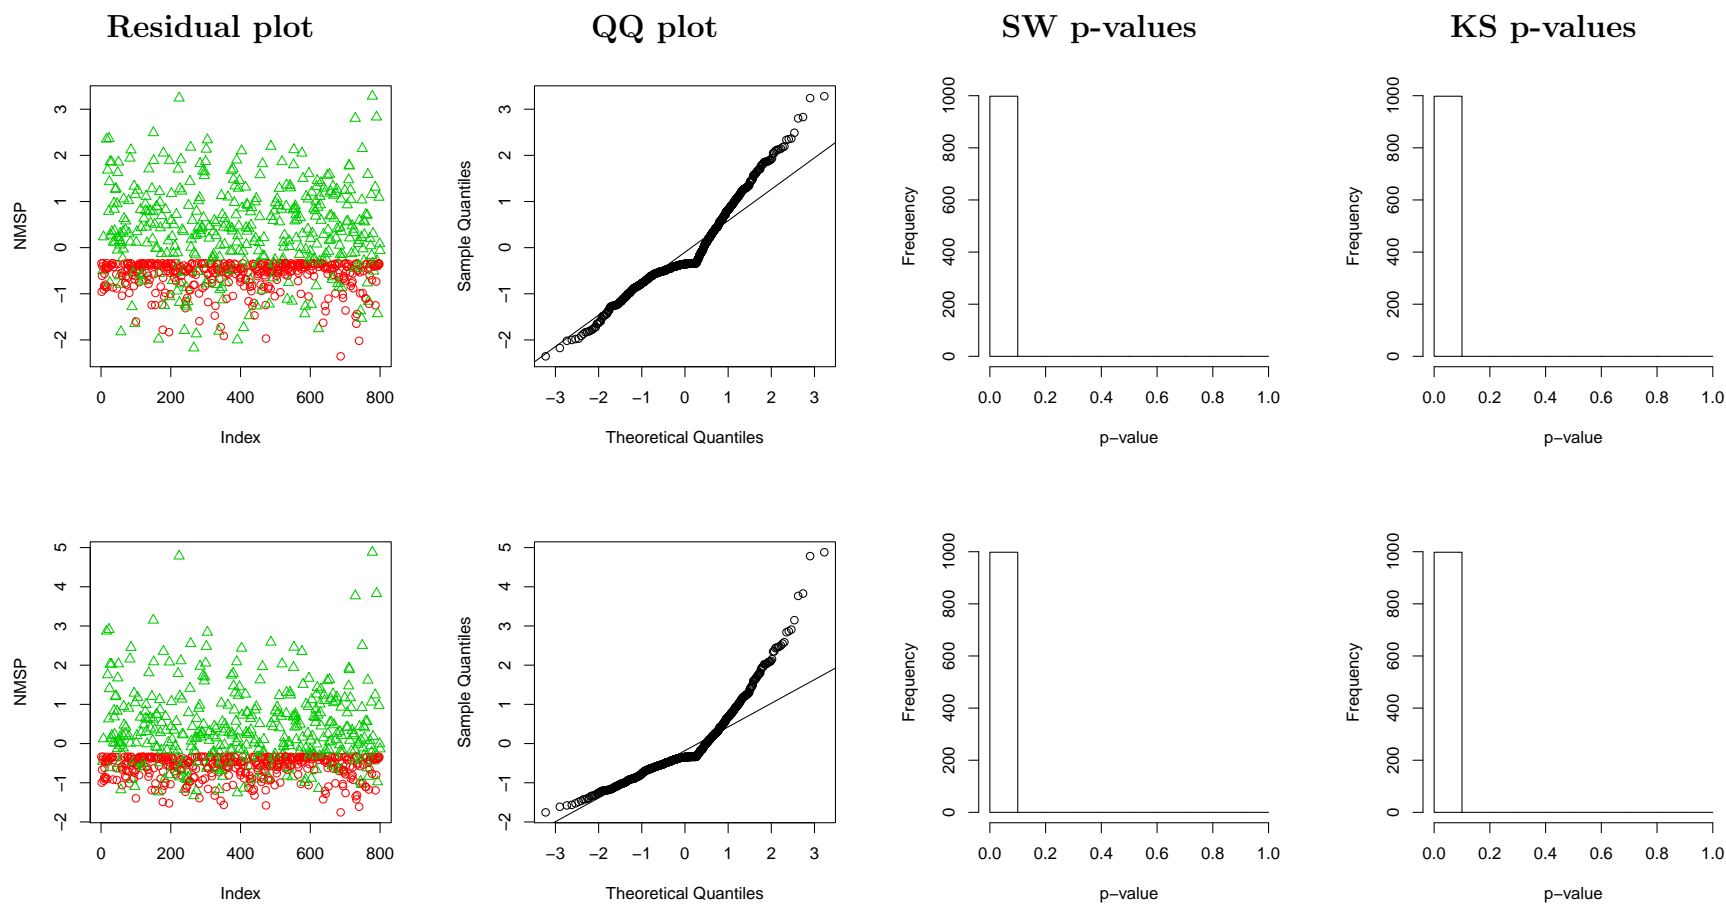 Residual plot QQ plot SW p-values KS p-values
NMSP
3
2
1
0
−1
−2
0 200 400 600 800
Index
Sample Quantiles
3
2
1
0
−1
−2
−3 −2 −1 0 1 2 3
Theoretical Quantiles
Frequency
1000
800
600
400
200
0
0.0 0.2 0.4 0.6 0.8 1.0
p−value
Frequency
1000
800
600
400
200
0
0.0 0.2 0.4 0.6 0.8 1.0
p−value
NMSP
5
4
3
2
1
0
−1
−2
0 200 400 600 800
Index
Sample Quantiles
5
4
3
2
1
0
−1
−2
−3 −2 −1 0 1 2 3
Theoretical Quantiles
Frequency
1000
800
600
400
200
0
0.0 0.2 0.4 0.6 0.8 1.0
p−value
Frequency
1000
800
600
400
200
0
0.0 0.2 0.4 0.6 0.8 1.0
p−value